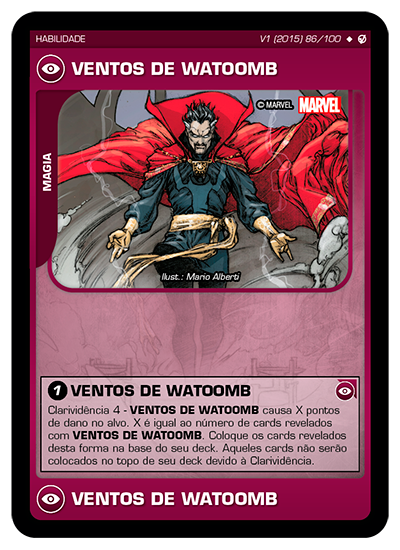 HABILIDADE V1 (2015) 86/100
VENTOS DE WATOOMB
© MARVEL MARVEL
MAGIA
Ilust.: Mario Alberti
1 VENTOS DE WATOOMB
Clarividência 4 - VENTOS DE WATOOMB causa X pontos
de dano no alvo. X é igual ao número de cards revelados
com VENTOS DE WATOOMB. Coloque os cards revelados
desta forma na base do seu deck. Aqueles cards não serão
colocados no topo de seu deck devido à Clarividência.
VENTOS DE WATOOMB